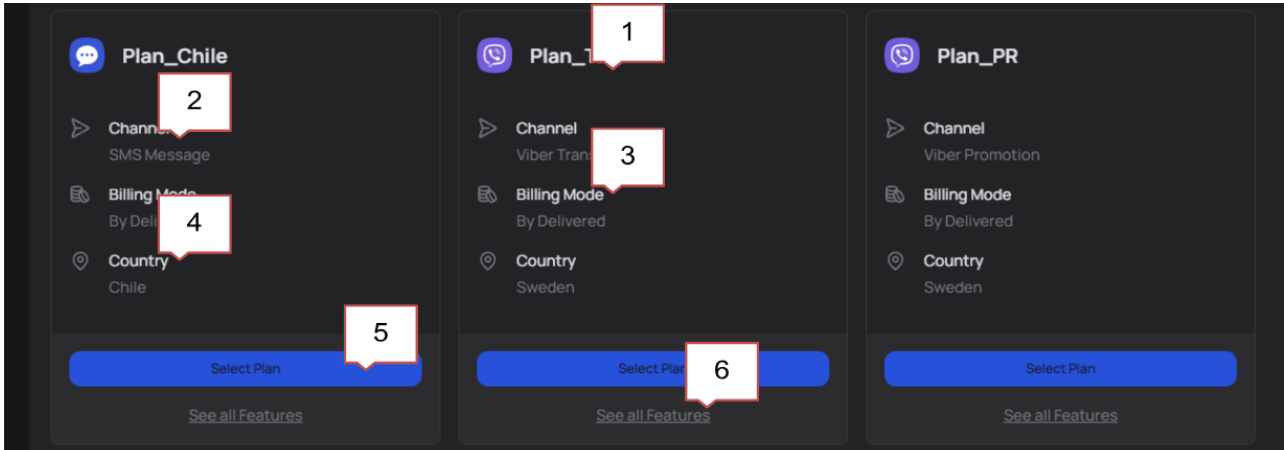 Plan_Chile
2
Channel
SMS Message
Billing Mode
By Deli
4
Country
Chile
5
Select Plan
See all Features
1
Plan_T
Channel
Viber Tran
3
Billing Mode
By Delivered
Country
Sweden
Select Plan
6
See all Features
Plan_PR
Channel
Viber Promotion
Billing Mode
By Delivered
Country
Sweden
Select Plan
See all Features